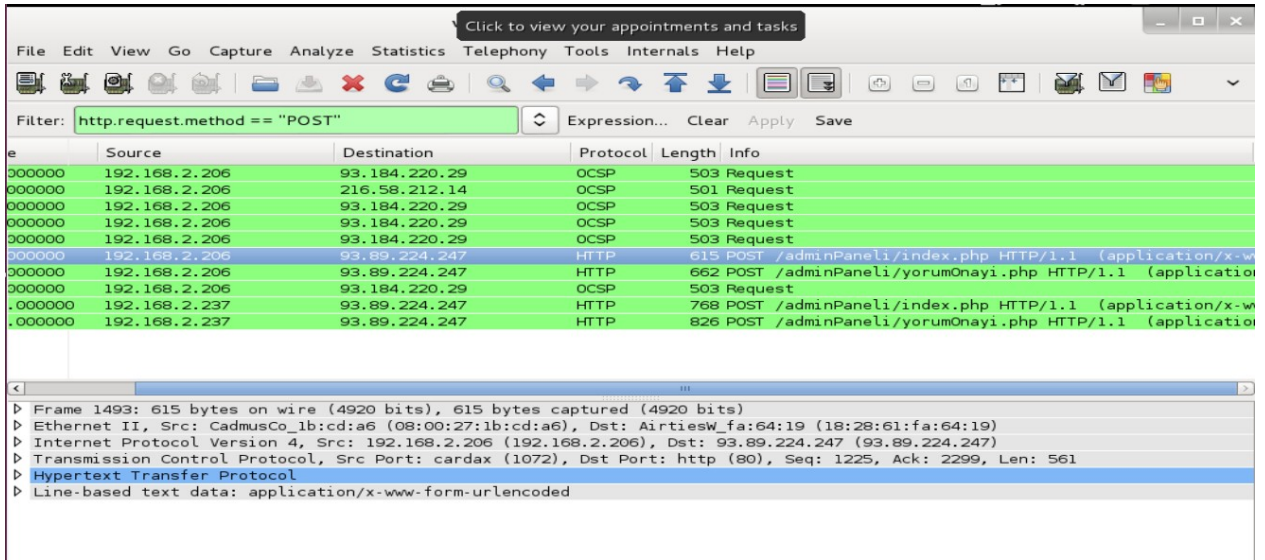 Click to view your appointments and tasks
File Edit View Go Capture Analyze Statistics Telephony Tools Internals Help
Filter: http.request.method == "POST" Expression... Clear Apply Save
e Source Destination Protocol Length Info
000000 192.168.2.206 93.184.220.29 OCSP 503 Request
000000 192.168.2.206 216.58.212.14 OCSP 501 Request
000000 192.168.2.206 93.184.220.29 OCSP 503 Request
000000 192.168.2.206 93.184.220.29 OCSP 503 Request
000000 192.168.2.206 93.184.220.29 OCSP 503 Request
000000 192.168.2.206 93.89.224.247 HTTP 615 POST /adminPaneli/index.php HTTP/1.1 (application/x-w
000000 192.168.2.206 93.89.224.247 HTTP 662 POST /adminPaneli/yorumOnayi.php HTTP/1.1 (applicatio
000000 192.168.2.206 93.184.220.29 OCSP 503 Request
.000000 192.168.2.237 93.89.224.247 HTTP 768 POST /adminPaneli/index.php HTTP/1.1 (application/x-w
.000000 192.168.2.237 93.89.224.247 HTTP 826 POST /adminPaneli/yorumOnayi.php HTTP/1.1 (applicatio
Frame 1493: 615 bytes on wire (4920 bits), 615 bytes captured (4920 bits)
Ethernet II, Src: CadmusCo_1b:cd:a6 (08:00:27:1b:cd:a6), Dst: AirtiesW_fa:64:19 (18:28:61:fa:64:19)
Internet Protocol Version 4, Src: 192.168.2.206 (192.168.2.206), Dst: 93.89.224.247 (93.89.224.247)
Transmission Control Protocol, Src Port: cardax (1072), Dst Port: http (80), Seq: 1225, Ack: 2299, Len: 561
Hypertext Transfer Protocol
Line-based text data: application/x-www-form-urlencoded